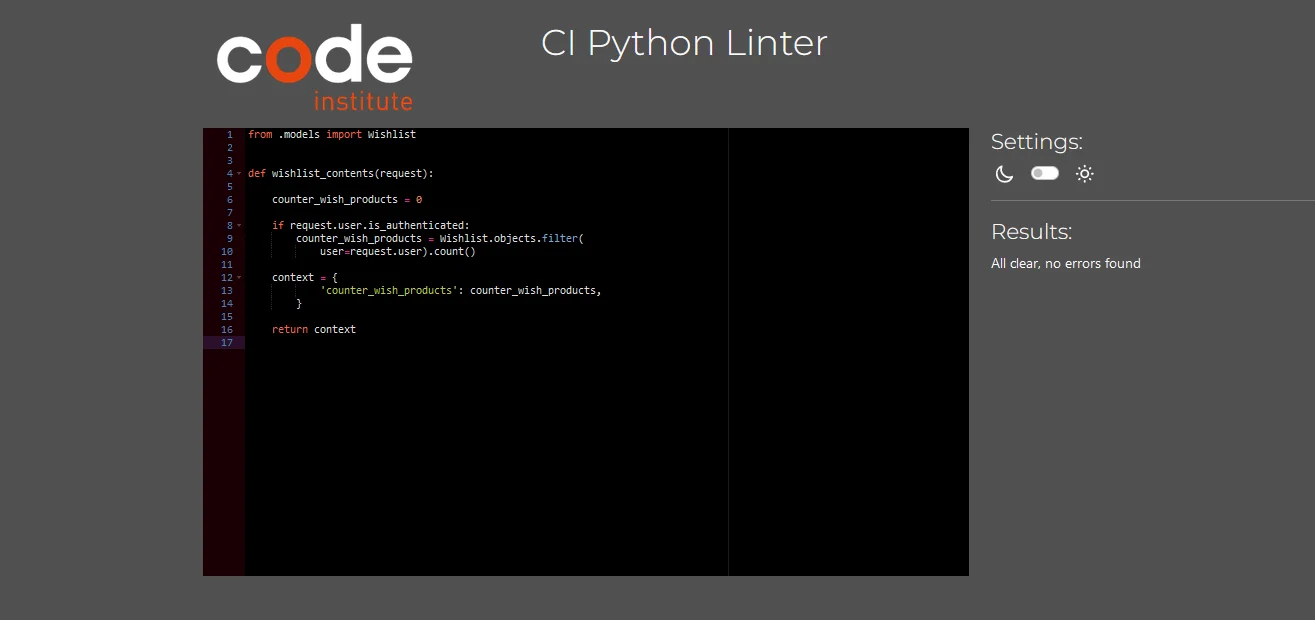 code
institute
CI Python Linter
1 from .models import Wishlist
2
3
4 def wishlist_contents(request):
5
6     counter_wish_products = 0
7
8     if request.user.is_authenticated:
9         counter_wish_products = Wishlist.objects.filter(
10             user=request.user).count()
11
12     context = {
13             'counter_wish_products': counter_wish_products,
14         }
15
16     return context
17
Settings:
Results:
All clear, no errors found